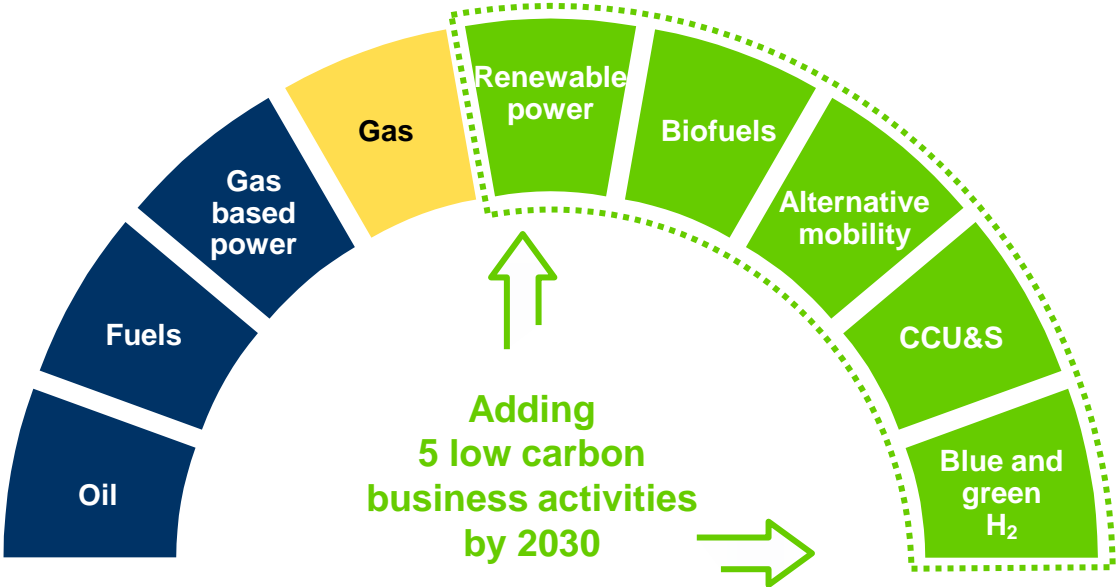 Oil
Fuels
Gas
based
power
Gas
Renewable
power
Biofuels
Alternative
mobility
CCU&S
Blue and
green
H₂
Adding
5 low carbon
business activities
by 2030